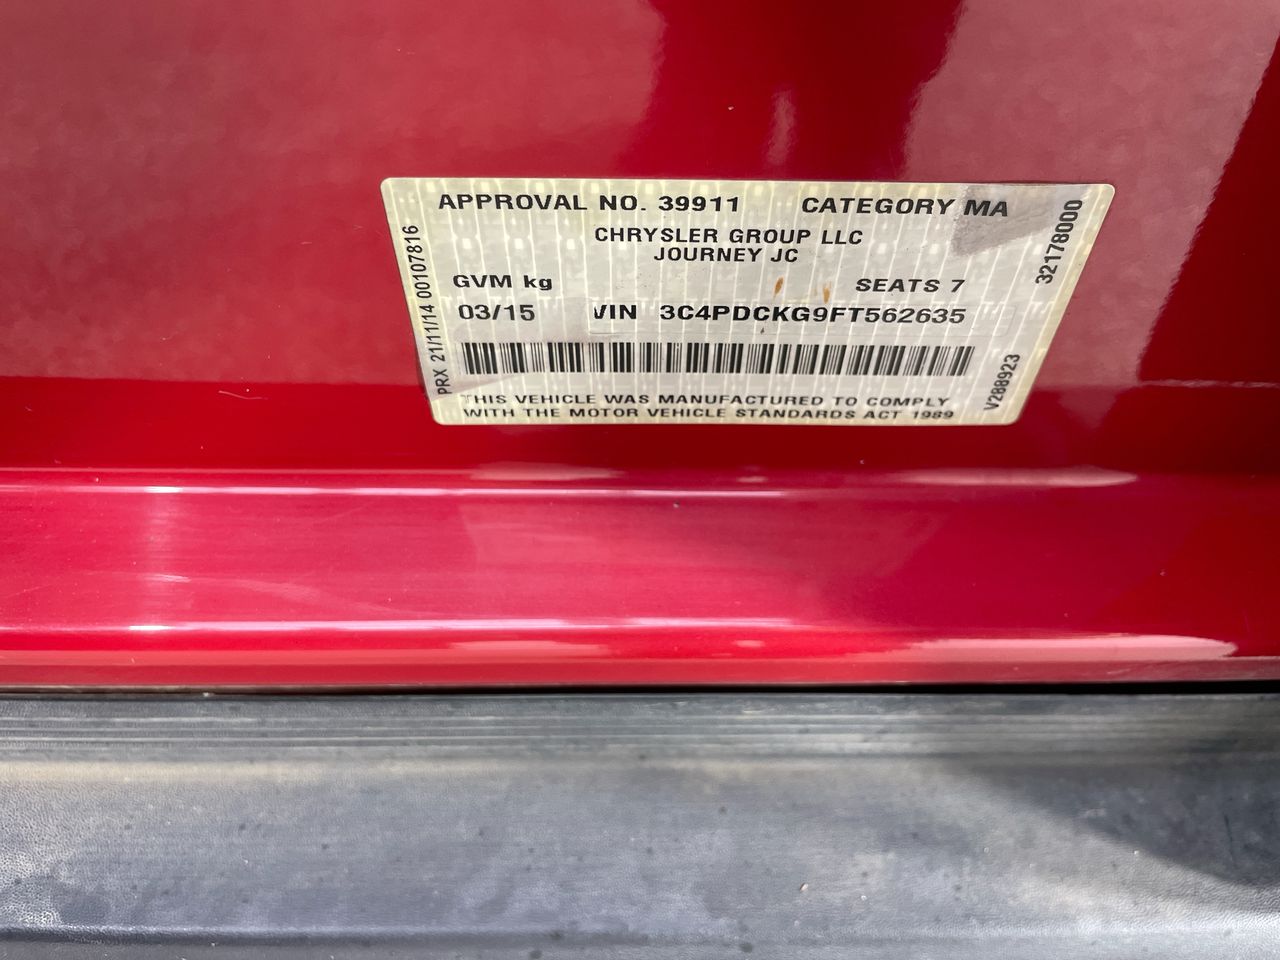 APPROVAL NO. 39911 CATEGORY MA
CHRYSLER GROUP LLC
JOURNEY JC
GVM kg SEATS 7
03/15 VIN 3C4PDCKG9FT562635
THIS VEHICLE WAS MANUFACTURED TO COMPLY
WITH THE MOTOR VEHICLE STANDARDS ACT 1989
PRX 21/11/14 00107816
32178000
V288923